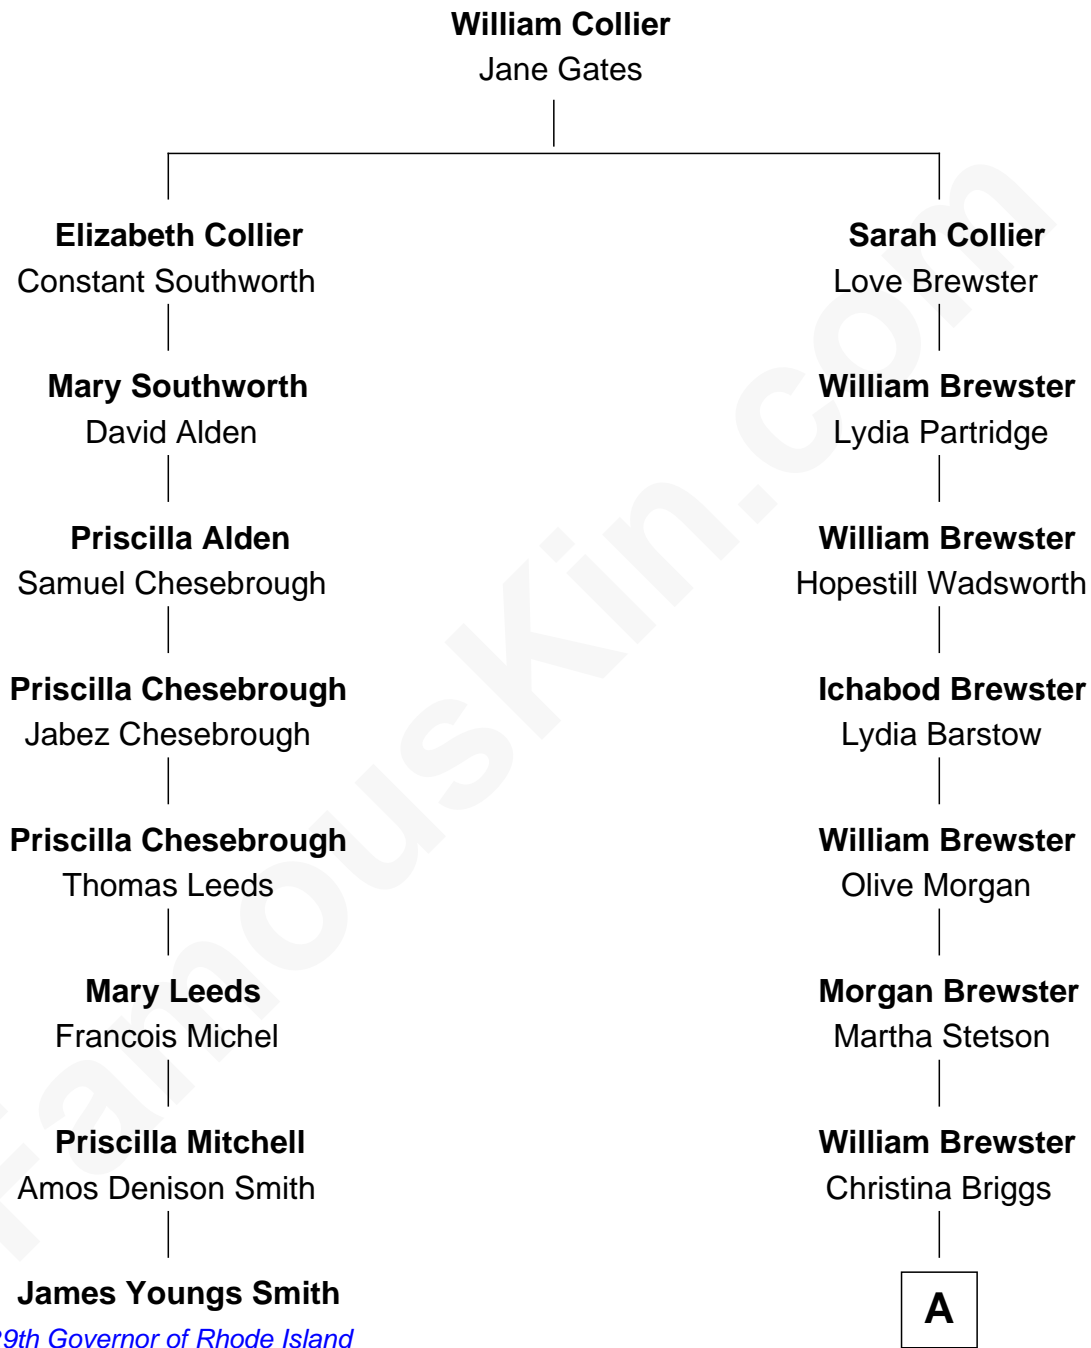 William Collier
Jane Gates
Elizabeth Collier
Constant Southworth
Sarah Collier
Love Brewster
Mary Southworth
David Alden
William Brewster
Lydia Partridge
Priscilla Alden
Samuel Chesebrough
William Brewster
Hopestill Wadsworth
Priscilla Chesebrough
Jabez Chesebrough
Ichabod Brewster
Lydia Barstow
Priscilla Chesebrough
Thomas Leeds
William Brewster
Olive Morgan
Mary Leeds
Francois Michel
Morgan Brewster
Martha Stetson
Priscilla Mitchell
Amos Denison Smith
William Brewster
Christina Briggs
James Youngs Smith
9th Governor of Rhode Island
A
FamousKin.com